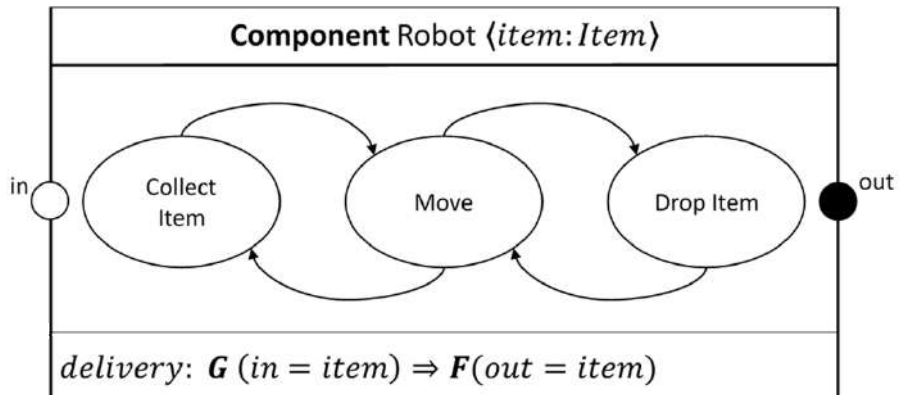 Component Robot ⟨item: Item⟩
in
Collect
Item
Move
Drop Item
out
delivery: G (in = item) ⇒ F(out = item)